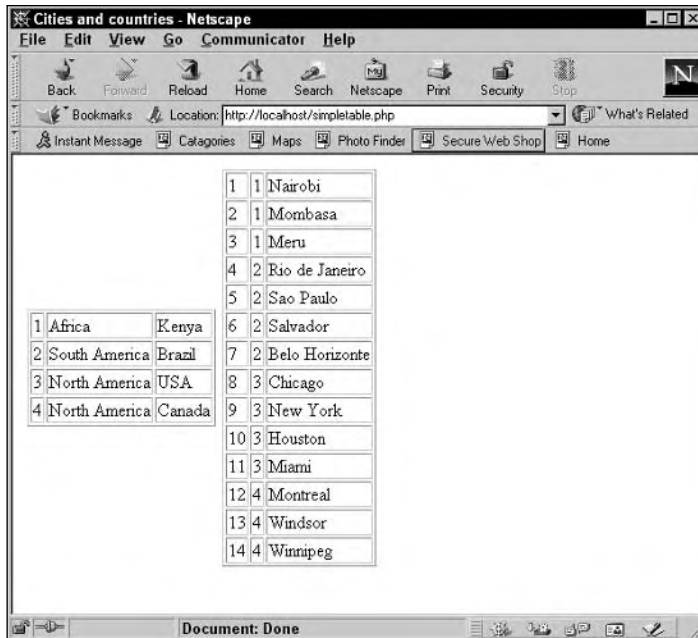 Cities and countries - Netscape
File Edit View Go Communicator Help
Back Forward Reload Home Search Netscape Print Security Stop
My
N
Bookmarks Location: http://localhost/simpletable.php What's Related
Instant Message Catagories Maps Photo Finder Secure Web Shop Home
1 Africa Kenya
2 South America Brazil
3 North America USA
4 North America Canada
1 1 Nairobi
2 1 Mombasa
3 1 Meru
4 2 Rio de Janeiro
5 2 Sao Paulo
6 2 Salvador
7 2 Belo Horizonte
8 3 Chicago
9 3 New York
10 3 Houston
11 3 Miami
12 4 Montreal
13 4 Windsor
14 4 Winnipeg
Document: Done